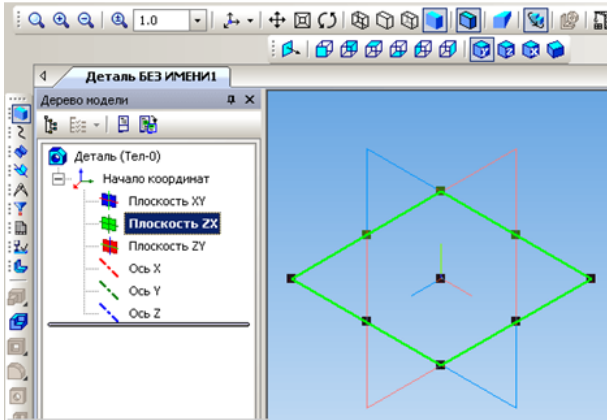 1.0
Деталь БЕЗ ИМЕНИ1
Дерево модели
Деталь (Тел-0)
Начало координат
Плоскость XY
Плоскость ZX
Плоскость ZY
Ось X
Ось Y
Ось Z